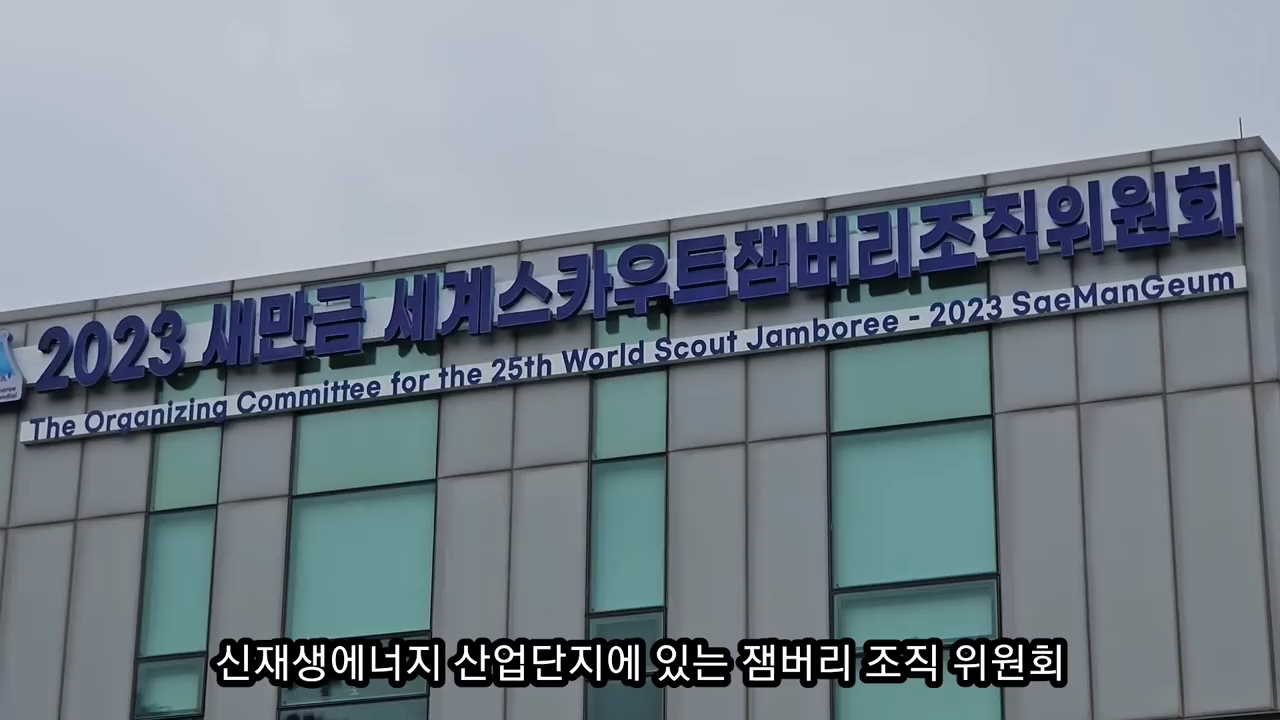 2023 새만금 세계스카우트잼버리조직위원회
The Organizing Committee for the 25th World Scout Jamboree - 2023 SaeManGeum
신재생에너지 산업단지에 있는 잼버리 조직 위원회